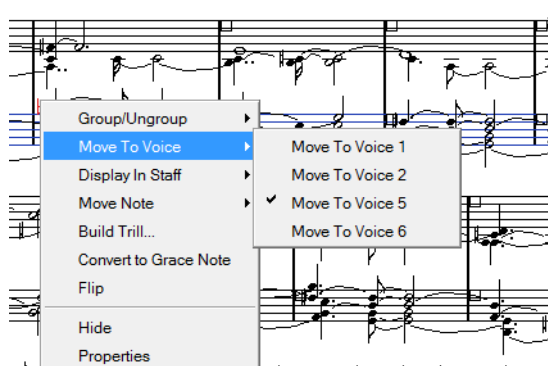 Group/Ungroup
Move To Voice
Display In Staff
Move Note
Build Trill...
Convert to Grace Note
Flip
Hide
Properties
Move To Voice 1
Move To Voice 2
Move To Voice 5
Move To Voice 6